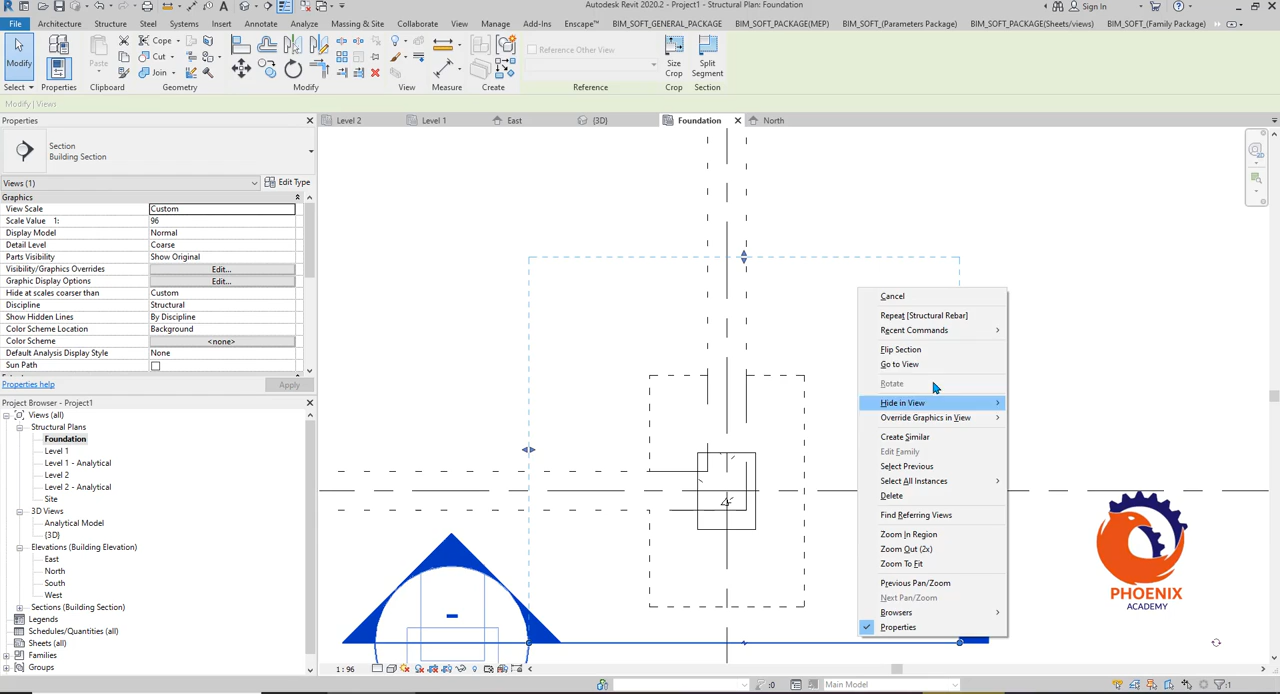 Autodesk Revit 2020.2 - Project1 - Structural Plan: Foundation
Sign In
File Architecture Structure Steel Systems Insert Annotate Analyze Massing & Site Collaborate View Manage Add-Ins Enscape™ BIM_SOFT_GENERAL_PACKAGE BIM_SOFT_PACKAGE(MEP) BIM_SOFT_(Parameters Package) BIM_SOFT_PACKAGE(Sheets/views) BIM_SOFT_(Family Package) Modify | Views
Modify
Properties
Paste
Cope
Cut
Join
Reference Other View
Size
Crop
Split
Segment
Select Properties Clipboard Geometry Modify View Measure Create Reference Crop Section
Modify | Views
Properties
Level 2 Level 1 East {3D} Foundation North
Section
Building Section
Views (1) Edit Type
Graphics
View Scale Custom
Scale Value 1: 96
Display Model Normal
Detail Level Coarse
Parts Visibility Show Original
Visibility/Graphics Overrides Edit...
Graphic Display Options Edit...
Hide at scales coarser than Custom
Discipline Structural
Show Hidden Lines By Discipline
Color Scheme Location Background
Color Scheme <none>
Default Analysis Display Style None
Sun Path
Properties help Apply
Project Browser - Project1
Views (all)
Structural Plans
Foundation
Level 1
Level 1 - Analytical
Level 2
Level 2 - Analytical
Site
3D Views
Analytical Model
{3D}
Elevations (Building Elevation)
East
North
South
West
Sections (Building Section)
Legends
Schedules/Quantities (all)
Sheets (all)
Families
Groups
Cancel
Repeat [Structural Rebar]
Recent Commands
Flip Section
Go to View
Rotate
Hide in View
Override Graphics in View
Create Similar
Edit Family
Select Previous
Select All Instances
Delete
Find Referring Views
Zoom In Region
Zoom Out (2x)
Zoom To Fit
Previous Pan/Zoom
Next Pan/Zoom
Browsers
Properties
PHOENIX
ACADEMY
1 : 96
:0 Main Model :1